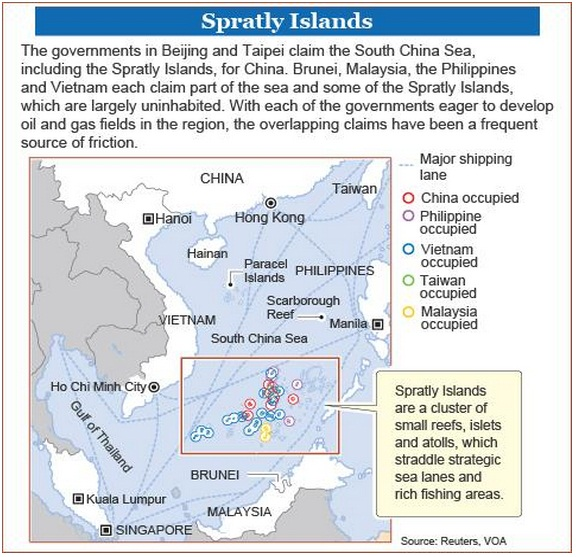 Spratly Islands
The governments in Beijing and Taipei claim the South China Sea,
including the Spratly Islands, for China. Brunei, Malaysia, the Philippines
and Vietnam each claim part of the sea and some of the Spratly Islands,
which are largely uninhabited. With each of the governments eager to develop
oil and gas fields in the region, the overlapping claims have been a frequent
source of friction.
CHINA
Taiwan
Hanoi
Hong Kong
Hainan
Paracel
Islands
PHILIPPINES
Scarborough
Reef
Manila
VIETNAM
South China Sea
Ho Chi Minh City
Gulf of Thailand
BRUNEI
Kuala Lumpur
MALAYSIA
SINGAPORE
Major shipping
lane
China occupied
Philippine
occupied
Vietnam
occupied
Taiwan
occupied
Malaysia
occupied
Spratly Islands
are a cluster of
small reefs, islets
and atolls, which
straddle strategic
sea lanes and
rich fishing areas.
Source: Reuters, VOA